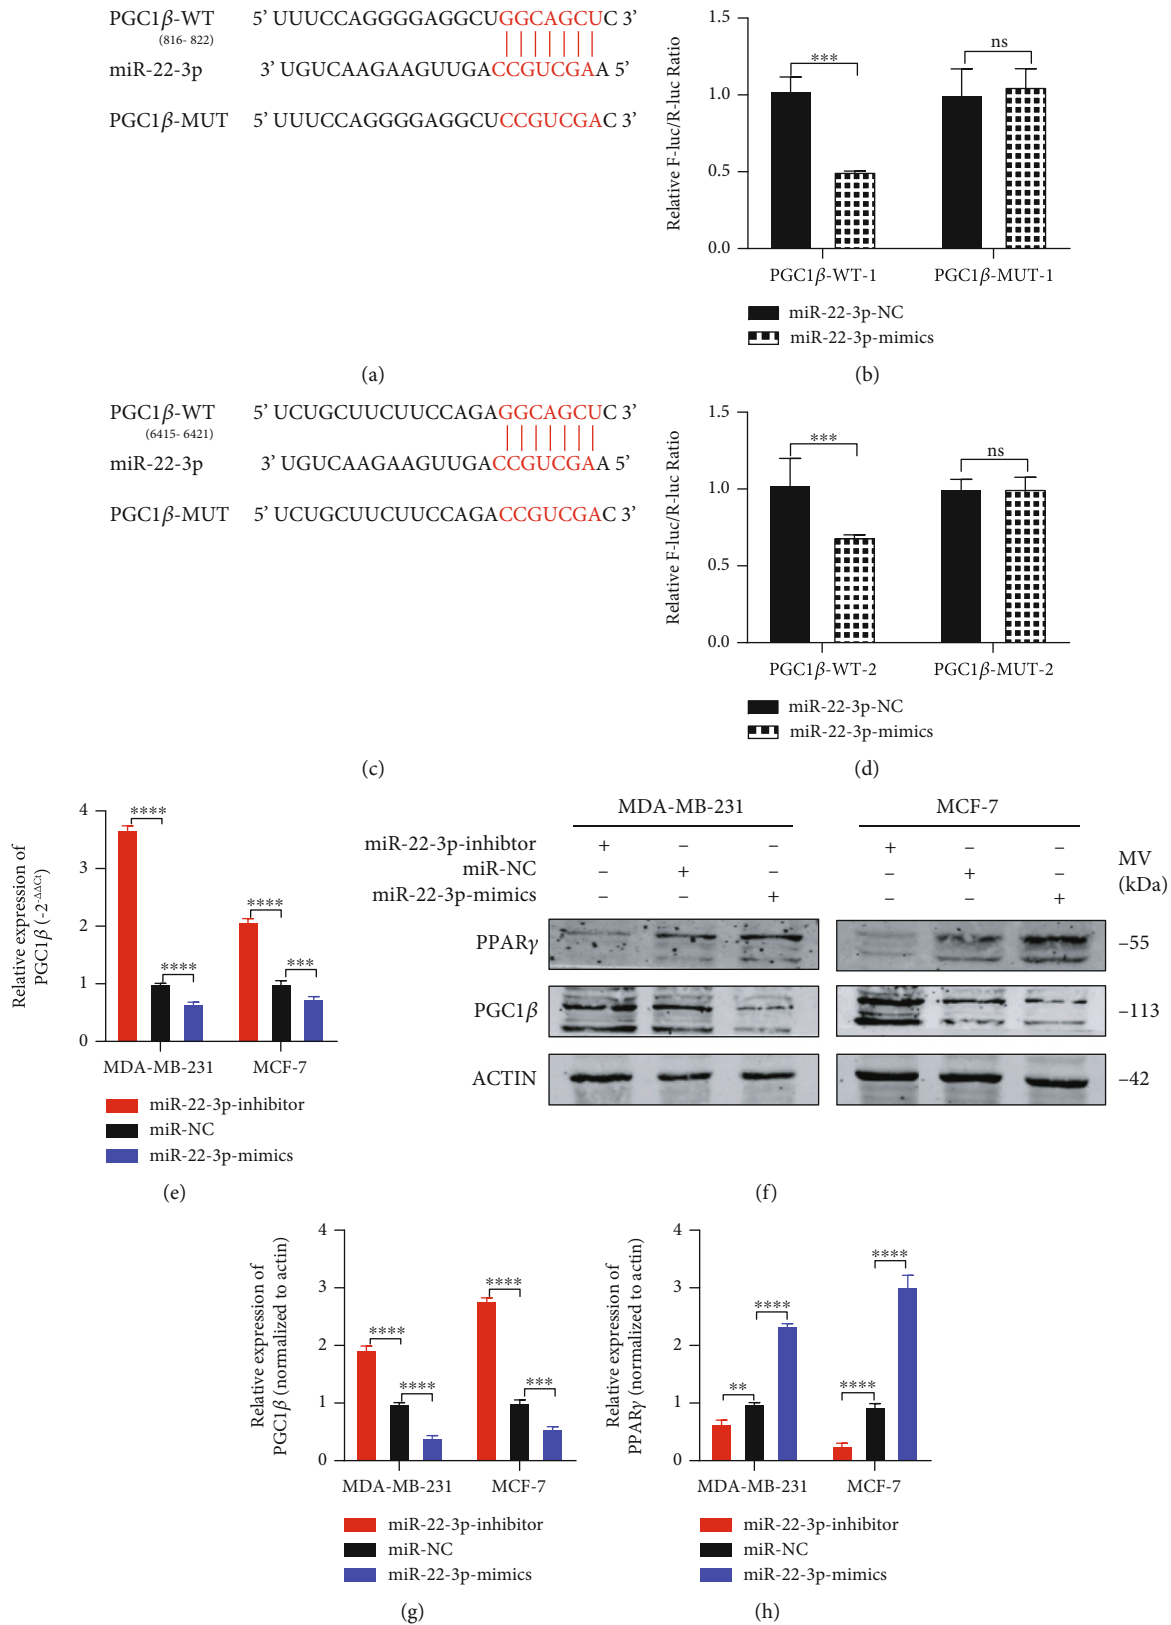 PGC1β-WT 5' UUUCCAGGGGAGGCUGGCAGCUC 3'
(816- 822)
miR-22-3p 3' UGUCAAGAAGUUGACCGUCGAA 5'
PGC1β-MUT 5' UUUCCAGGGGAGGCUCCGUCGAC 3'
(a)
Relative F-luc/R-luc Ratio
1.5
1.0
0.5
0.0
***
ns
PGC1β-WT-1 PGC1β-MUT-1
miR-22-3p-NC
miR-22-3p-mimics
(b)
PGC1β-WT 5' UCUGCUUCUUCCAGAGGCAGCUC 3'
(6415- 6421)
miR-22-3p 3' UGUCAAGAAGUUGACCGUCGAA 5'
PGC1β-MUT 5' UCUGCUUCUUCCAGACCGUCGAC 3'
(c)
Relative F-luc/R-luc Ratio
1.5
1.0
0.5
0.0
***
ns
PGC1β-WT-2 PGC1β-MUT-2
miR-22-3p-NC
miR-22-3p-mimics
(d)
Relative expression of
PGC1β (-2-ΔΔCt)
4
3
2
1
0
****
****
****
***
MDA-MB-231 MCF-7
miR-22-3p-inhibitor
miR-NC
miR-22-3p-mimics
(e)
MDA-MB-231 MCF-7
miR-22-3p-inhibtor + – – + – –
miR-NC – + – – + –
miR-22-3p-mimics – – + – – +
MV
(kDa)
PPARγ –55
PGC1β –113
ACTIN –42
(f)
Relative expression of
PGC1β (normalized to actin)
4
3
2
1
0
****
****
****
***
MDA-MB-231 MCF-7
miR-22-3p-inhibitor
miR-NC
miR-22-3p-mimics
(g)
Relative expression of
PPARγ (normalized to actin)
4
3
2
1
0
**
****
****
****
MDA-MB-231 MCF-7
miR-22-3p-inhibitor
miR-NC
miR-22-3p-mimics
(h)